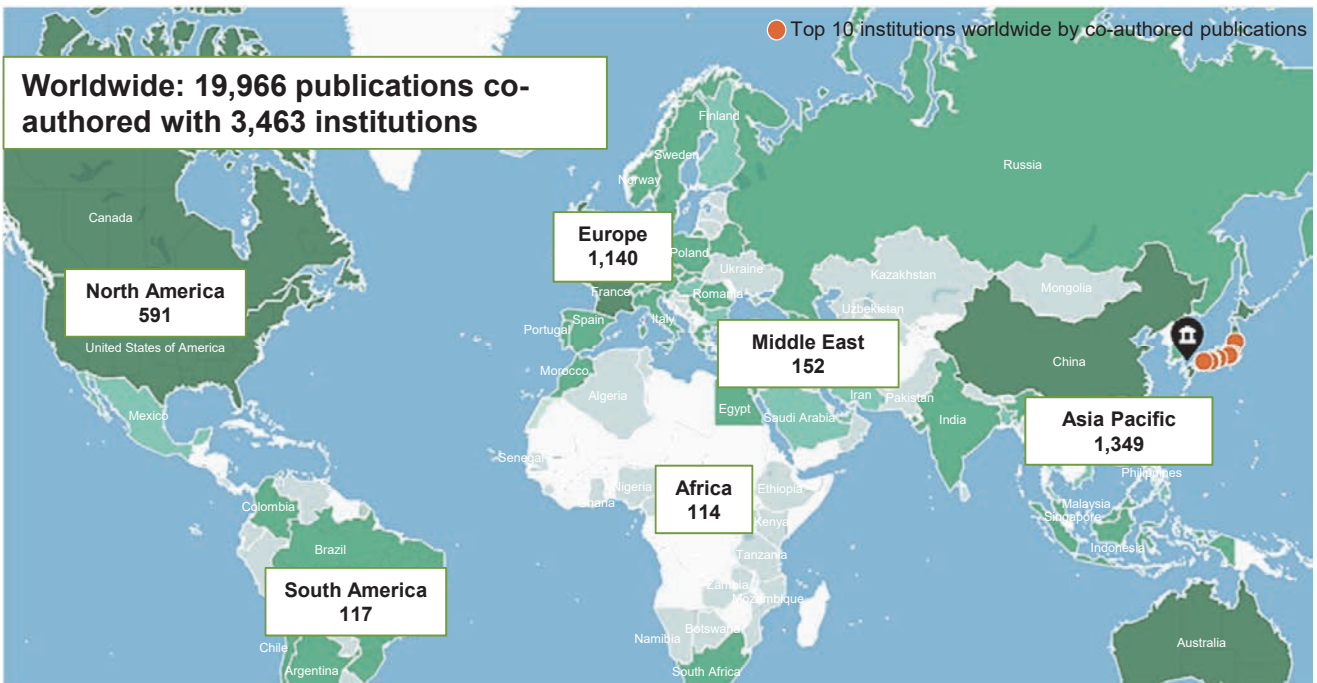 Top 10 institutions worldwide by co-authored publications
Worldwide: 19,966 publications co-
authored with 3,463 institutions
Finland
Sweden
Norway
Russia
Canada
Europe
1,140
Poland
Ukraine
Kazakhstan
Mongolia
North America
591
France
Romania
Uzbekistan
Spain
Italy
Portugal
United States of America
Middle East
152
China
Morocco
Algeria
Iran
Pakistan
Mexico
Egypt
Saudi Arabia
India
Asia Pacific
1,349
Senegal
Nigeria
Africa
114
Ethiopia
Philippines
Colombia
Ghana
Malaysia
Singapore
Kenya
Brazil
Indonesia
Tanzania
South America
117
Zambia
Mozambique
Botswana
Namibia
Chile
Australia
Argentina
South Africa